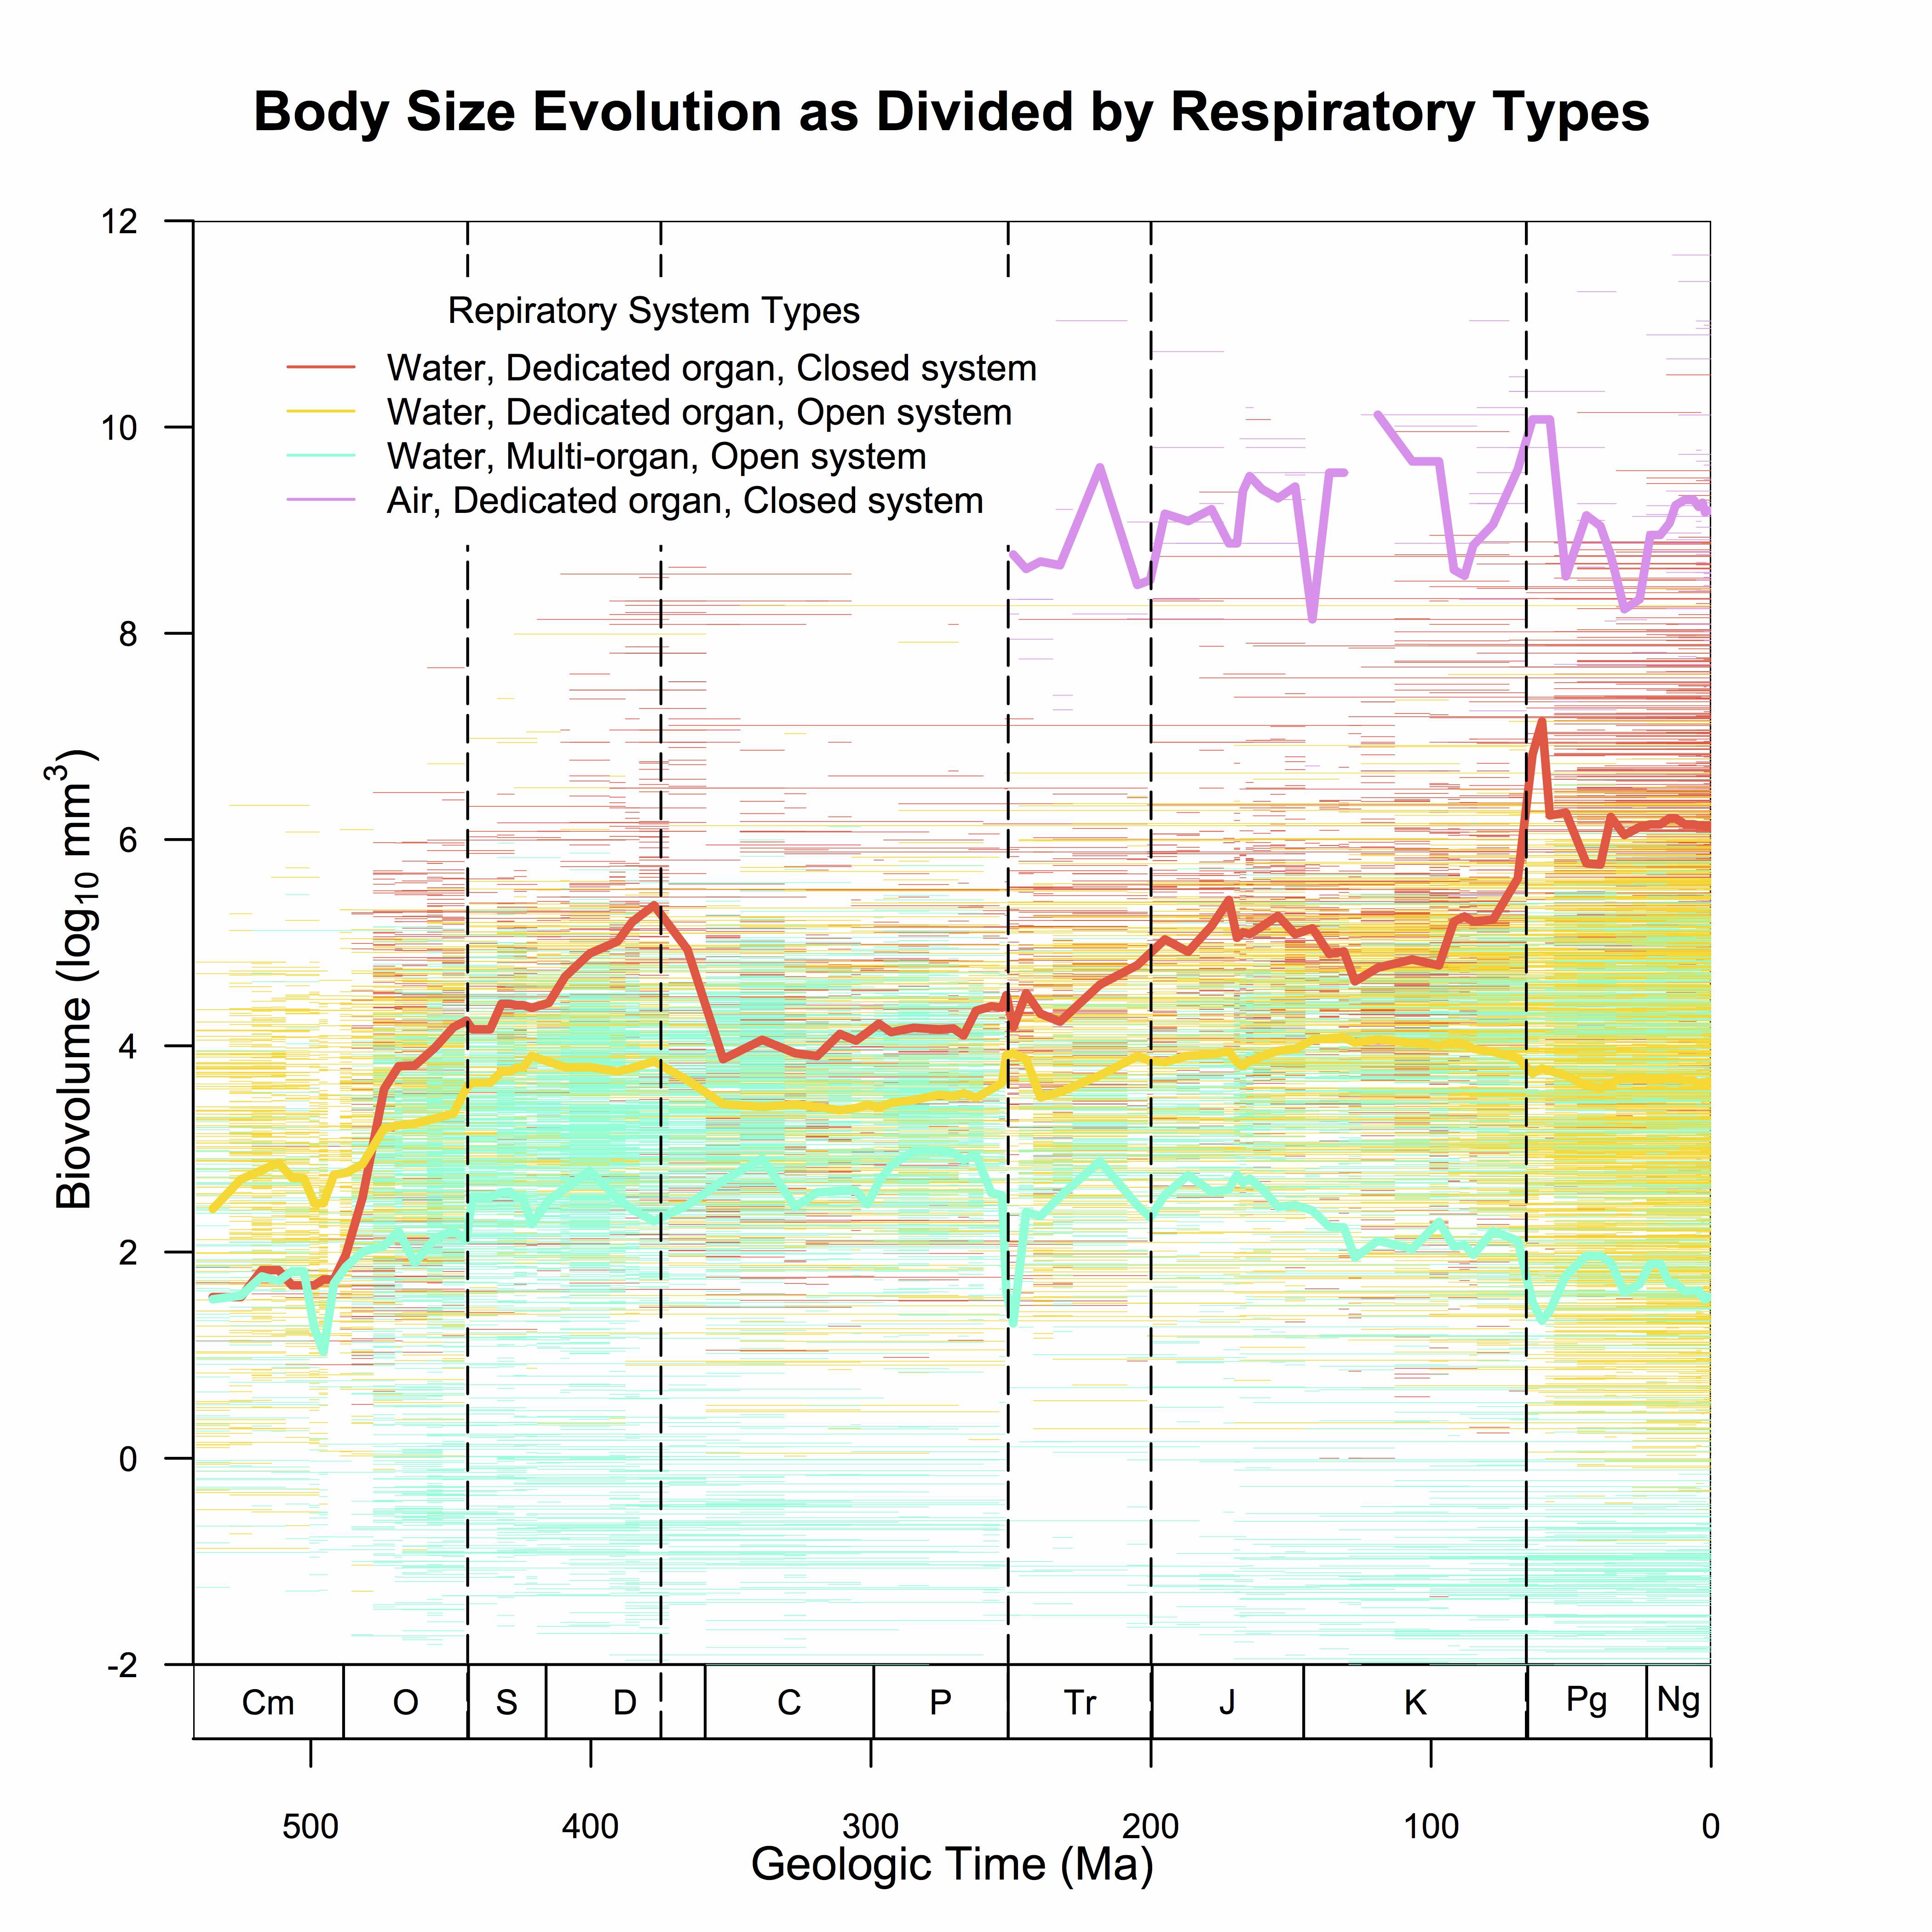 Body Size Evolution as Divided by Respiratory Types
12
10
8
6
4
2
0
-2
Biovolume (log10 mm3)
Repiratory System Types
Water, Dedicated organ, Closed system
Water, Dedicated organ, Open system
Water, Multi-organ, Open system
Air, Dedicated organ, Closed system
Cm O S D C P Tr J K Pg Ng
500 400 300 200 100 0
Geologic Time (Ma)